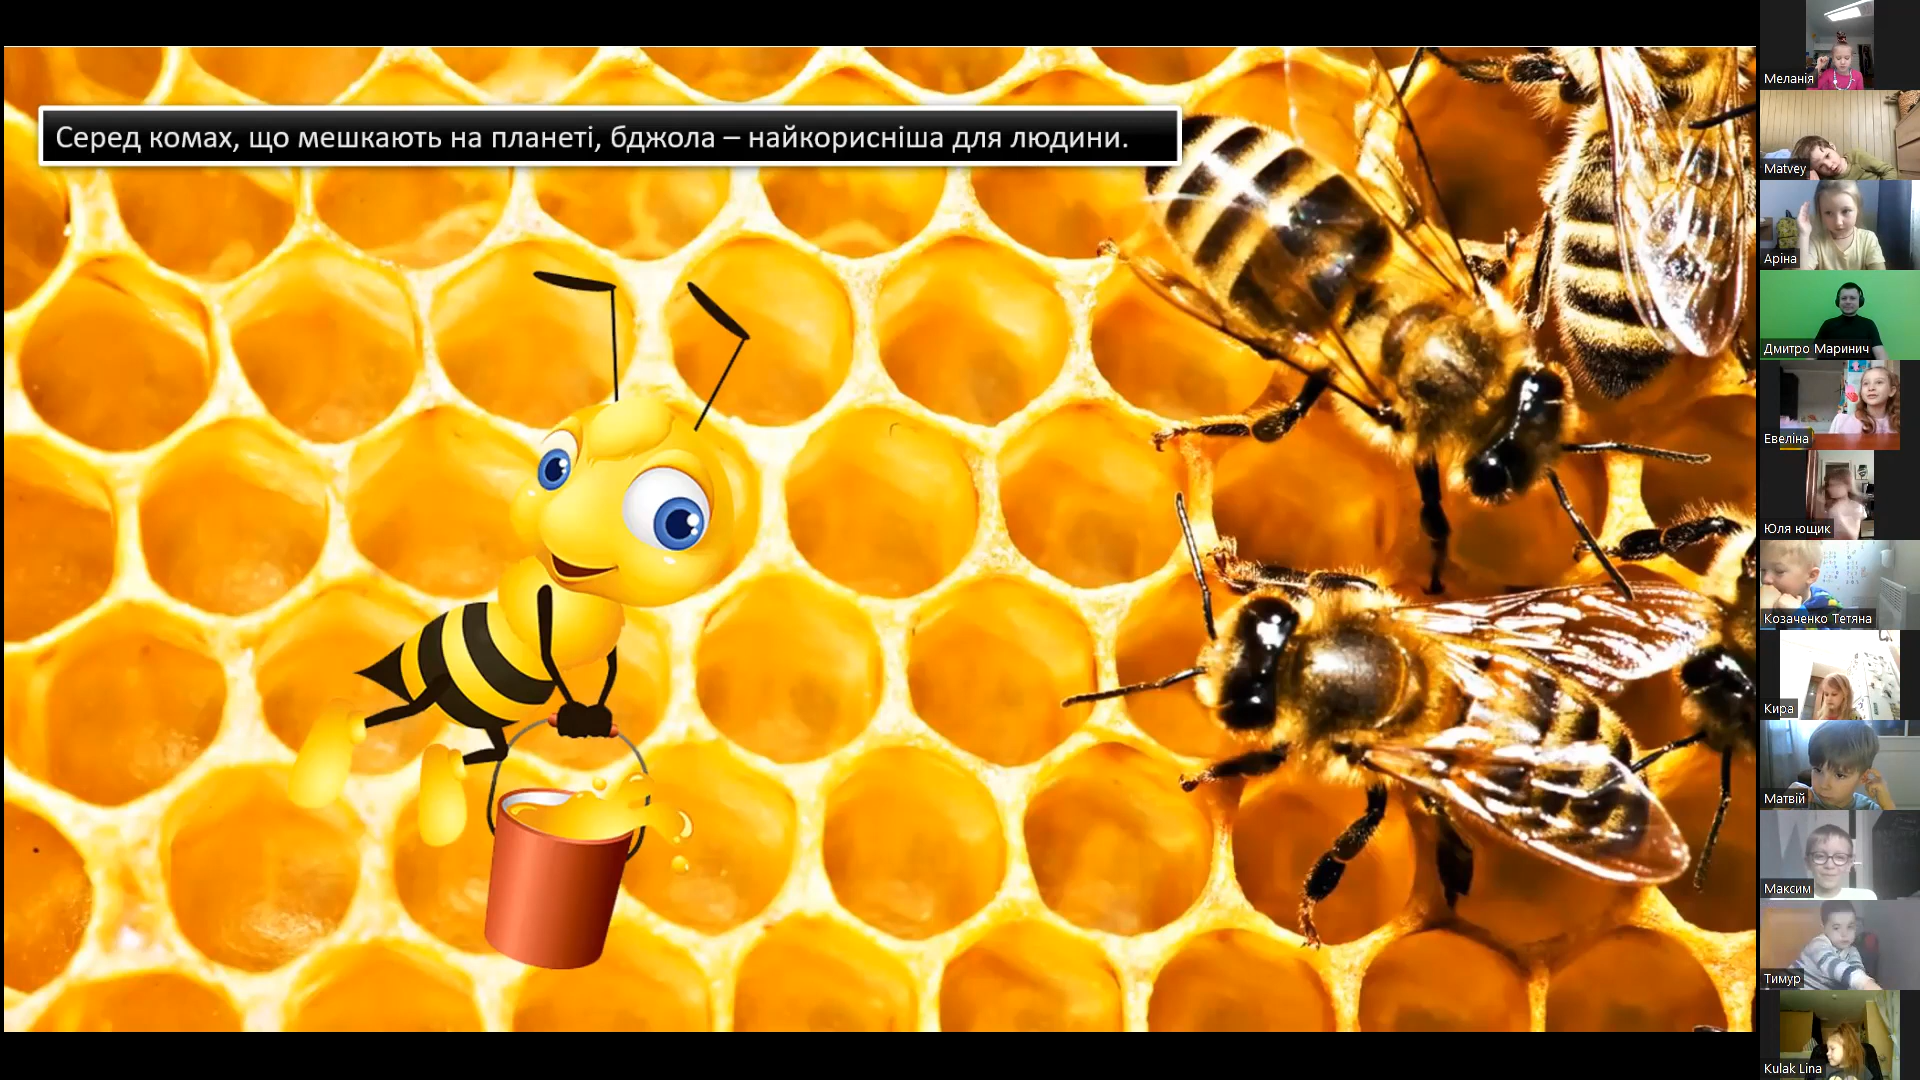 Серед комах, що мешкають на планеті, бджола – найкорисніша для людини.
Меланія
Matvey
Аріна
Дмитро Маринич
Евеліна
Юля ющик
Козаченко Тетяна
Кира
Матвій
Максим
Тимур
Kulak Lina